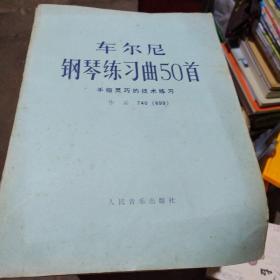 车尔尼
钢琴练习曲50首
手指灵巧的技术练习
作品 740 (699)
人民音乐出版社